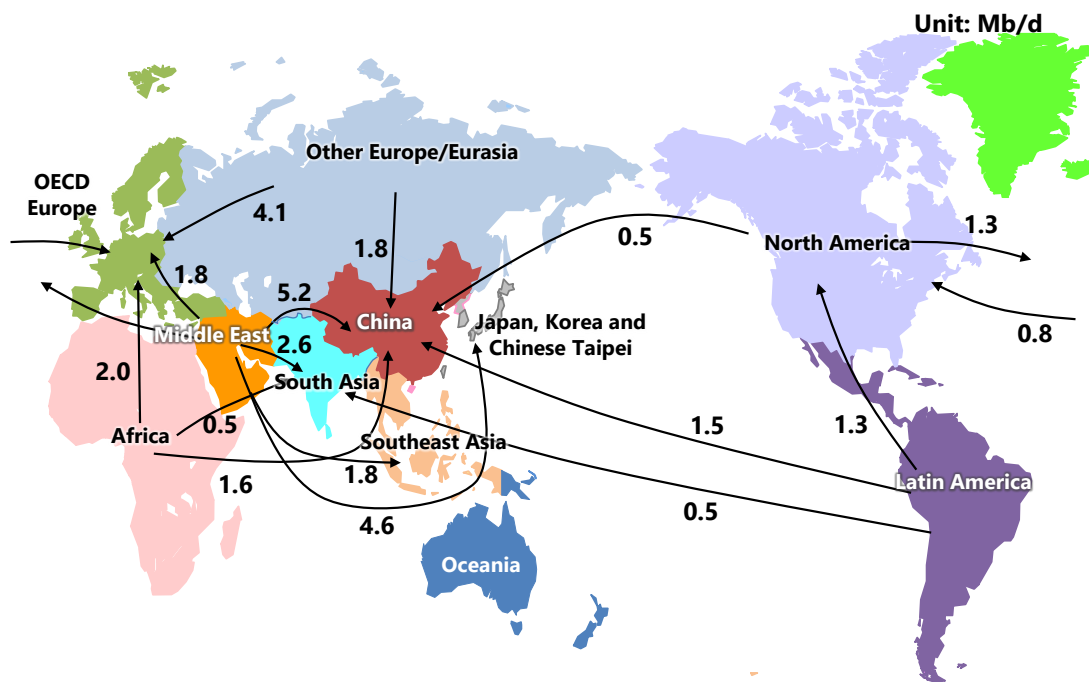 Unit: Mb/d
Other Europe/Eurasia
OECD
Europe
4.1
1.3
0.5
North America
1.8
1.8
5.2
China
Japan, Korea and
Chinese Taipei
Middle East
0.8
2.6
2.0
South Asia
0.5
Africa
Southeast Asia
1.5
1.3
1.6
1.8
Latin America
4.6
0.5
Oceania